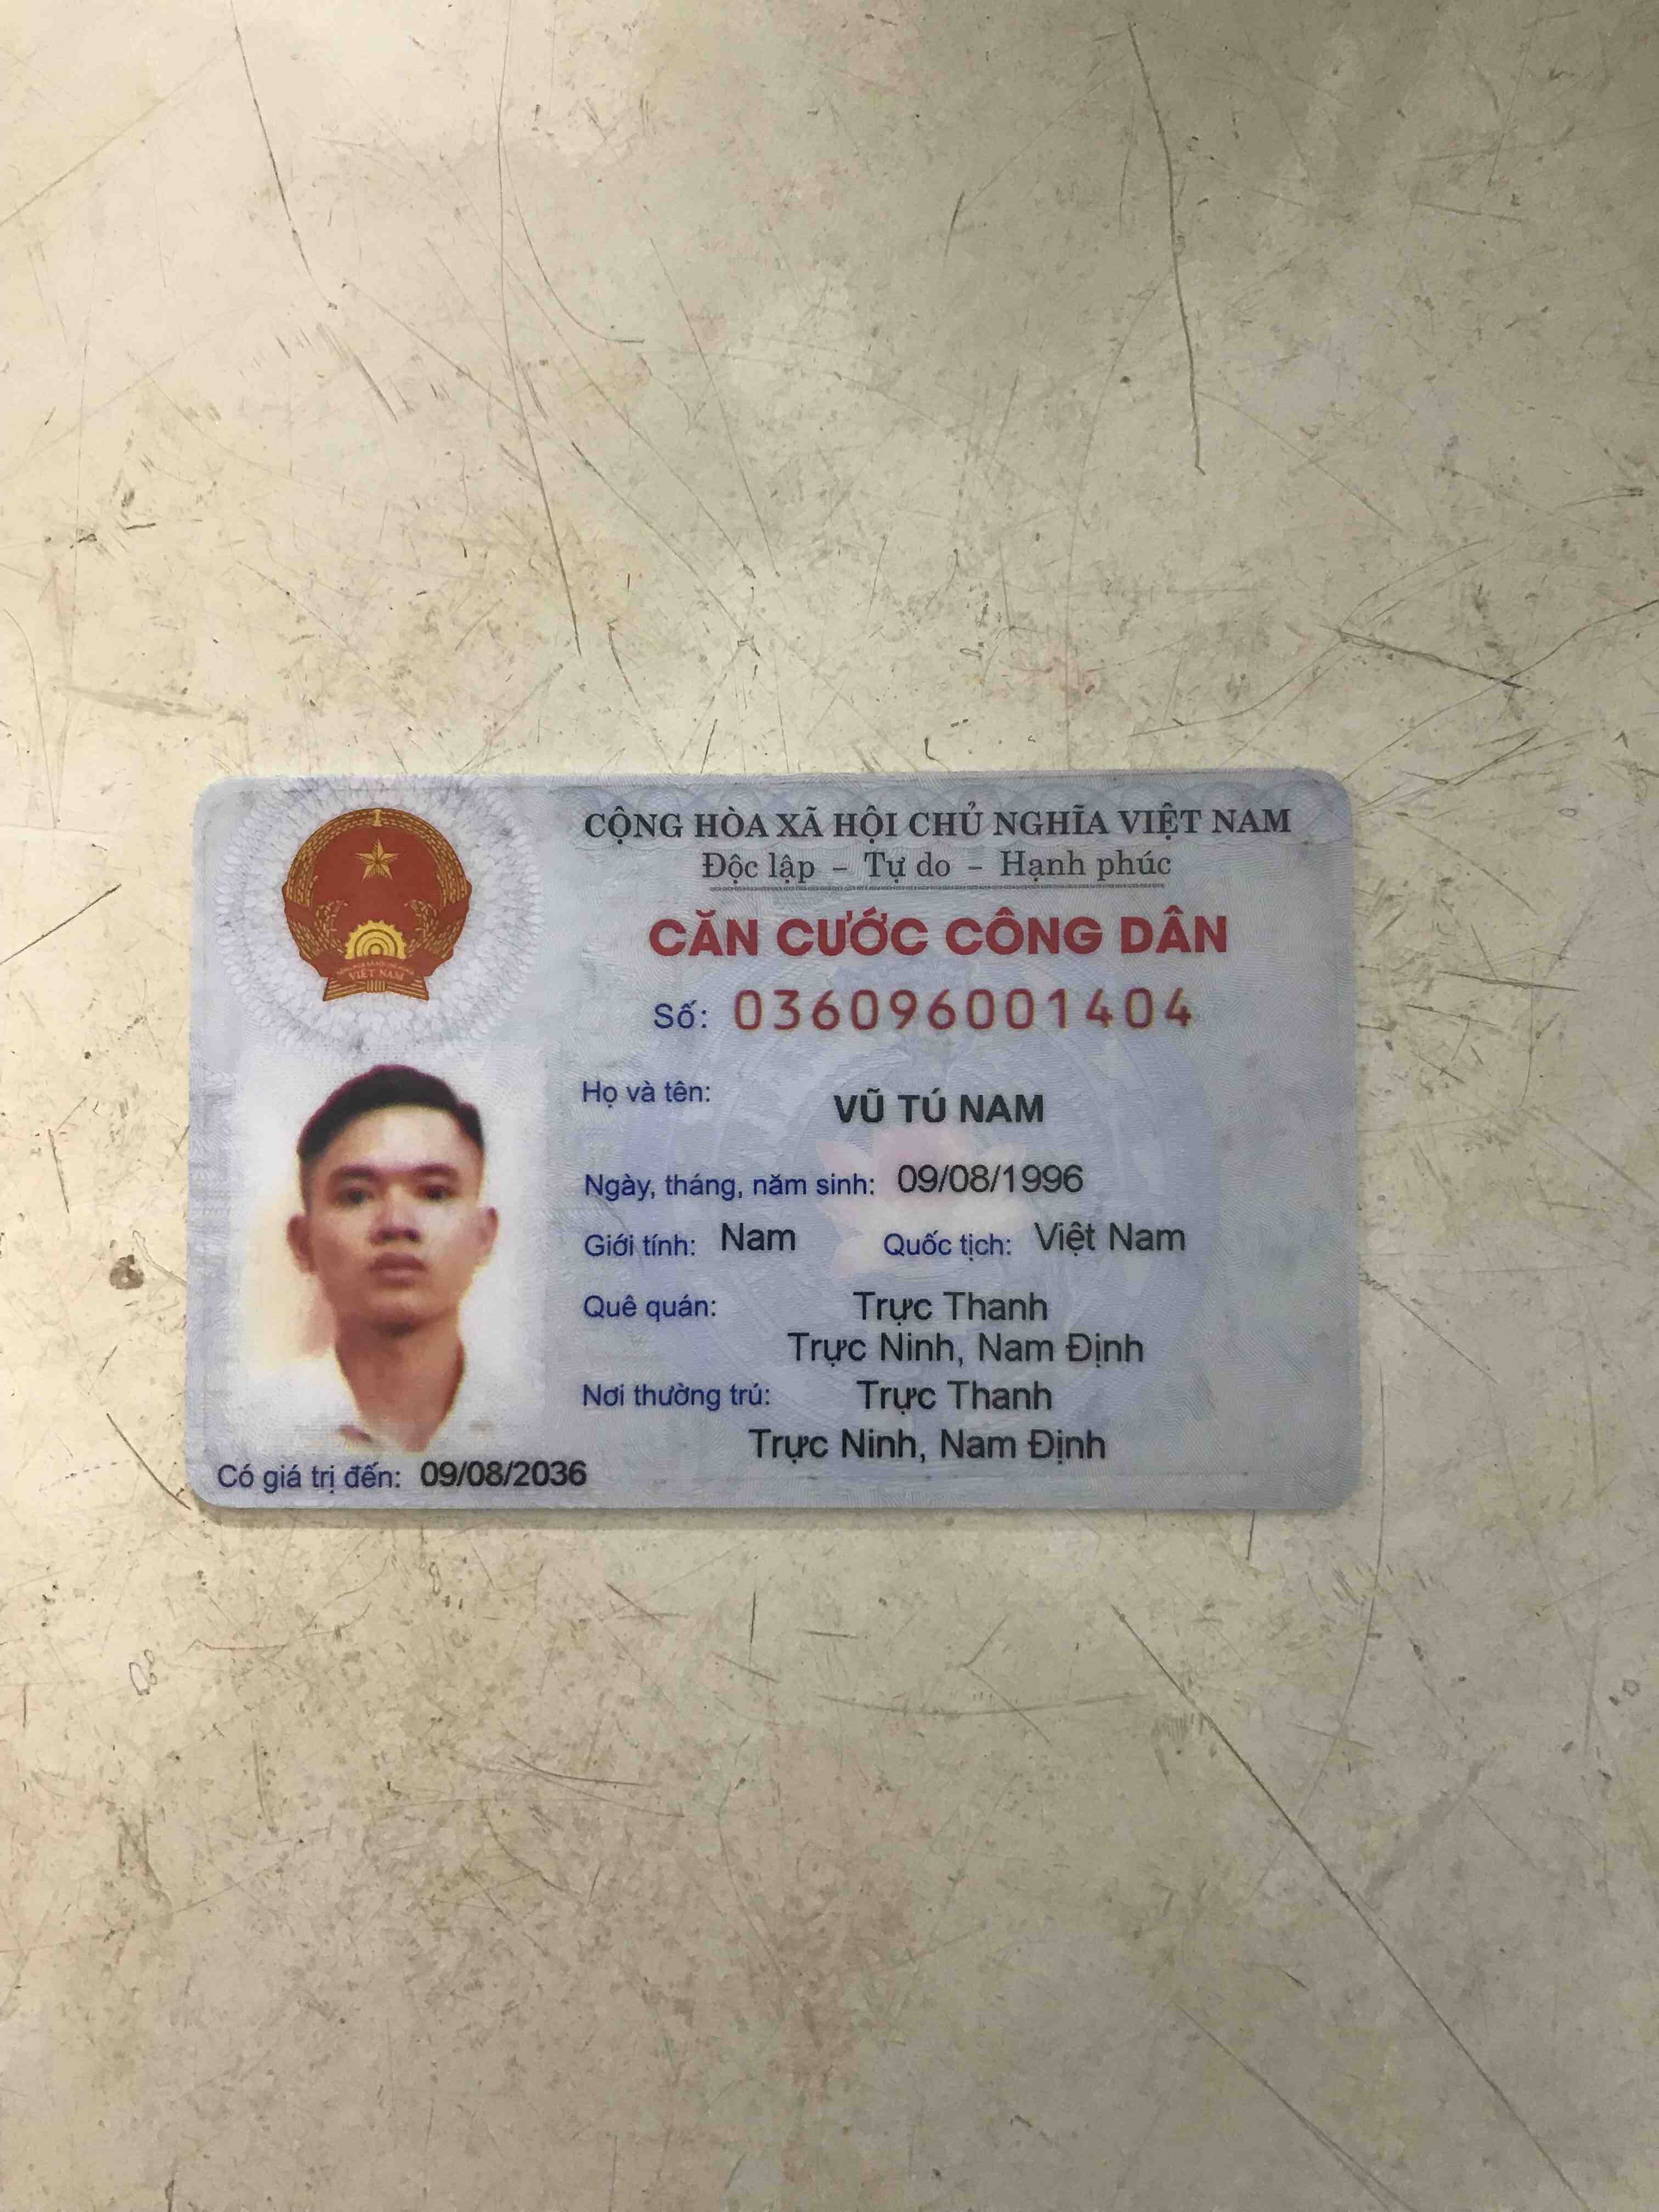 CỘNG HÒA XÃ HỘI CHỦ NGHĨA VIỆT NAM
Độc lập – Tự do – Hạnh phúc
CĂN CƯỚC CÔNG DÂN
Số: 036096001404
Họ và tên: VŨ TÚ NAM
Ngày, tháng, năm sinh: 09/08/1996
Giới tính: Nam Quốc tịch: Việt Nam
Quê quán: Trực Thanh
Trực Ninh, Nam Định
Nơi thường trú: Trực Thanh
Trực Ninh, Nam Định
Có giá trị đến: 09/08/2036
VIỆT NAM